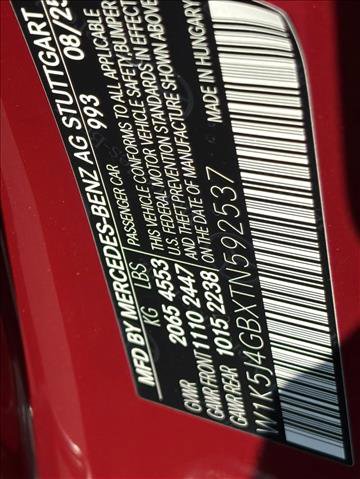 MFD BY MERCEDES-BENZ AG STUTTGART
993 08/25
PASSENGER CAR
THIS VEHICLE CONFORMS TO ALL APPLICABLE
U.S. FEDERAL MOTOR VEHICLE SAFETY, BUMPER
AND THEFT PREVENTION STANDARDS IN EFFECT
ON THE DATE OF MANUFACTURE SHOWN ABOVE
KG LBS
GMWR 2065 4553
GAWR FRONT 1110 2447
GAWR REAR 1015 2238
MADE IN HUNGARY
W1K5J4GBXTN592537